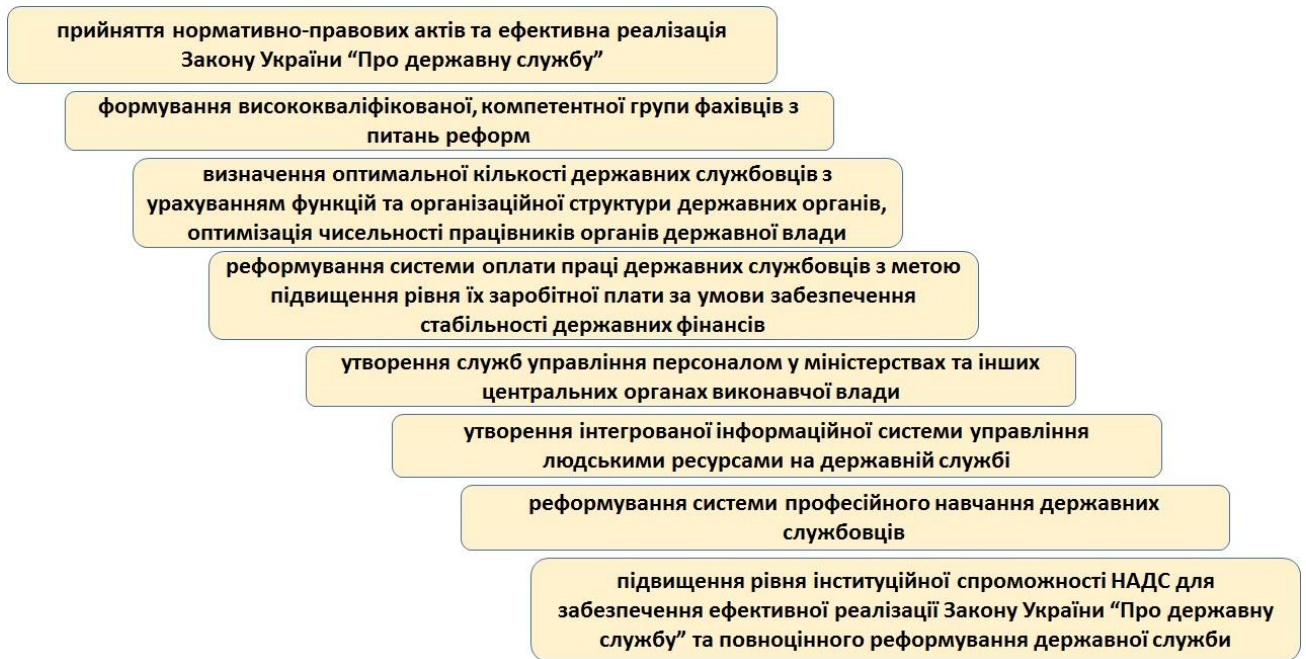 прийняття нормативно-правових актів та ефективна реалізація
Закону України “Про державну службу”
формування висококваліфікованої, компетентної групи фахівців з
питань реформ
визначення оптимальної кількості державних службовців з
урахуванням функцій та організаційної структури державних органів,
оптимізація чисельності працівників органів державної влади
реформування системи оплати праці державних службовців з метою
підвищення рівня їх заробітної плати за умови забезпечення
стабільності державних фінансів
утворення служб управління персоналом у міністерствах та інших
центральних органах виконавчої влади
утворення інтегрованої інформаційної системи управління
людськими ресурсами на державній службі
реформування системи професійного навчання державних
службовців
підвищення рівня інституційної спроможності НАДС для
забезпечення ефективної реалізації Закону України “Про державну
службу” та повноцінного реформування державної служби